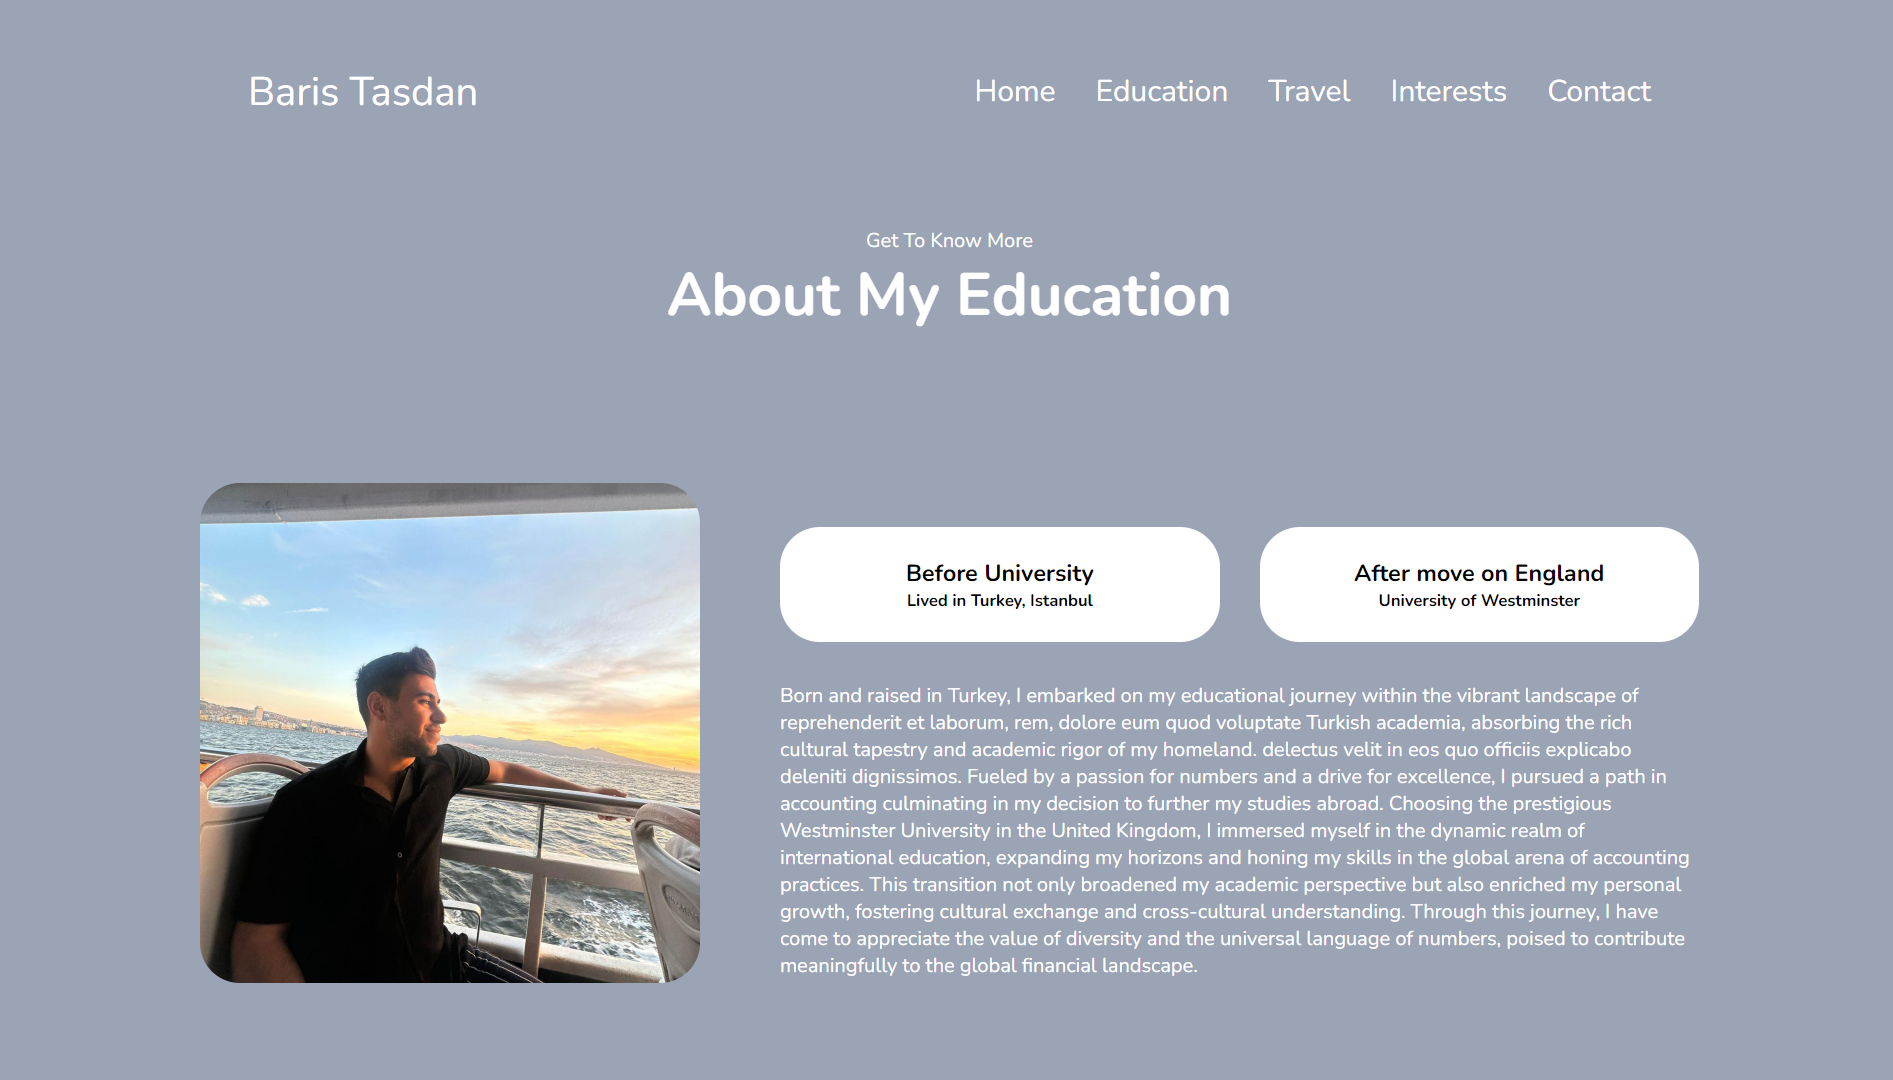 Baris Tasdan
Home Education Travel Interests Contact
Get To Know More
About My Education
Before University
Lived in Turkey, Istanbul
After move on England
University of Westminster
Born and raised in Turkey, I embarked on my educational journey within the vibrant landscape of
reprehenderit et laborum, rem, dolore eum quod voluptate Turkish academia, absorbing the rich
cultural tapestry and academic rigor of my homeland. delectus velit in eos quo officiis explicabo
deleniti dignissimos. Fueled by a passion for numbers and a drive for excellence, I pursued a path in
accounting culminating in my decision to further my studies abroad. Choosing the prestigious
Westminster University in the United Kingdom, I immersed myself in the dynamic realm of
international education, expanding my horizons and honing my skills in the global arena of accounting
practices. This transition not only broadened my academic perspective but also enriched my personal
growth, fostering cultural exchange and cross-cultural understanding. Through this journey, I have
come to appreciate the value of diversity and the universal language of numbers, poised to contribute
meaningfully to the global financial landscape.